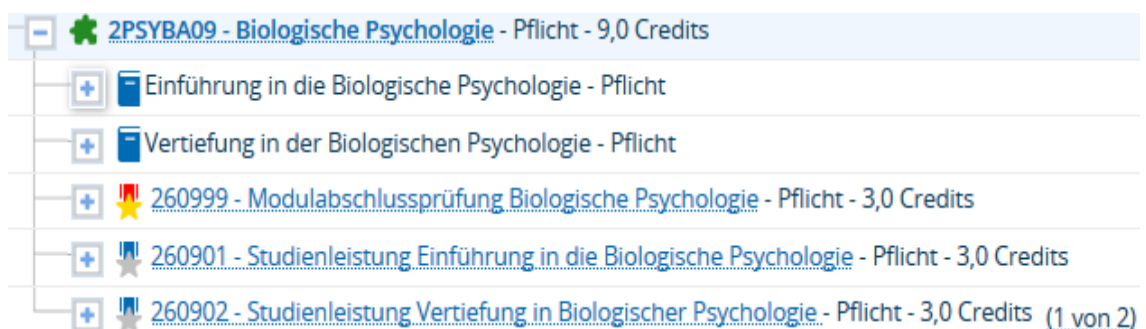 2PSYBA09 - Biologische Psychologie - Pflicht - 9,0 Credits
Einführung in die Biologische Psychologie - Pflicht
Vertiefung in der Biologischen Psychologie - Pflicht
260999 - Modulabschlussprüfung Biologische Psychologie - Pflicht - 3,0 Credits
260901 - Studienleistung Einführung in die Biologische Psychologie - Pflicht - 3,0 Credits
260902 - Studienleistung Vertiefung in Biologischer Psychologie - Pflicht - 3,0 Credits (1 von 2)